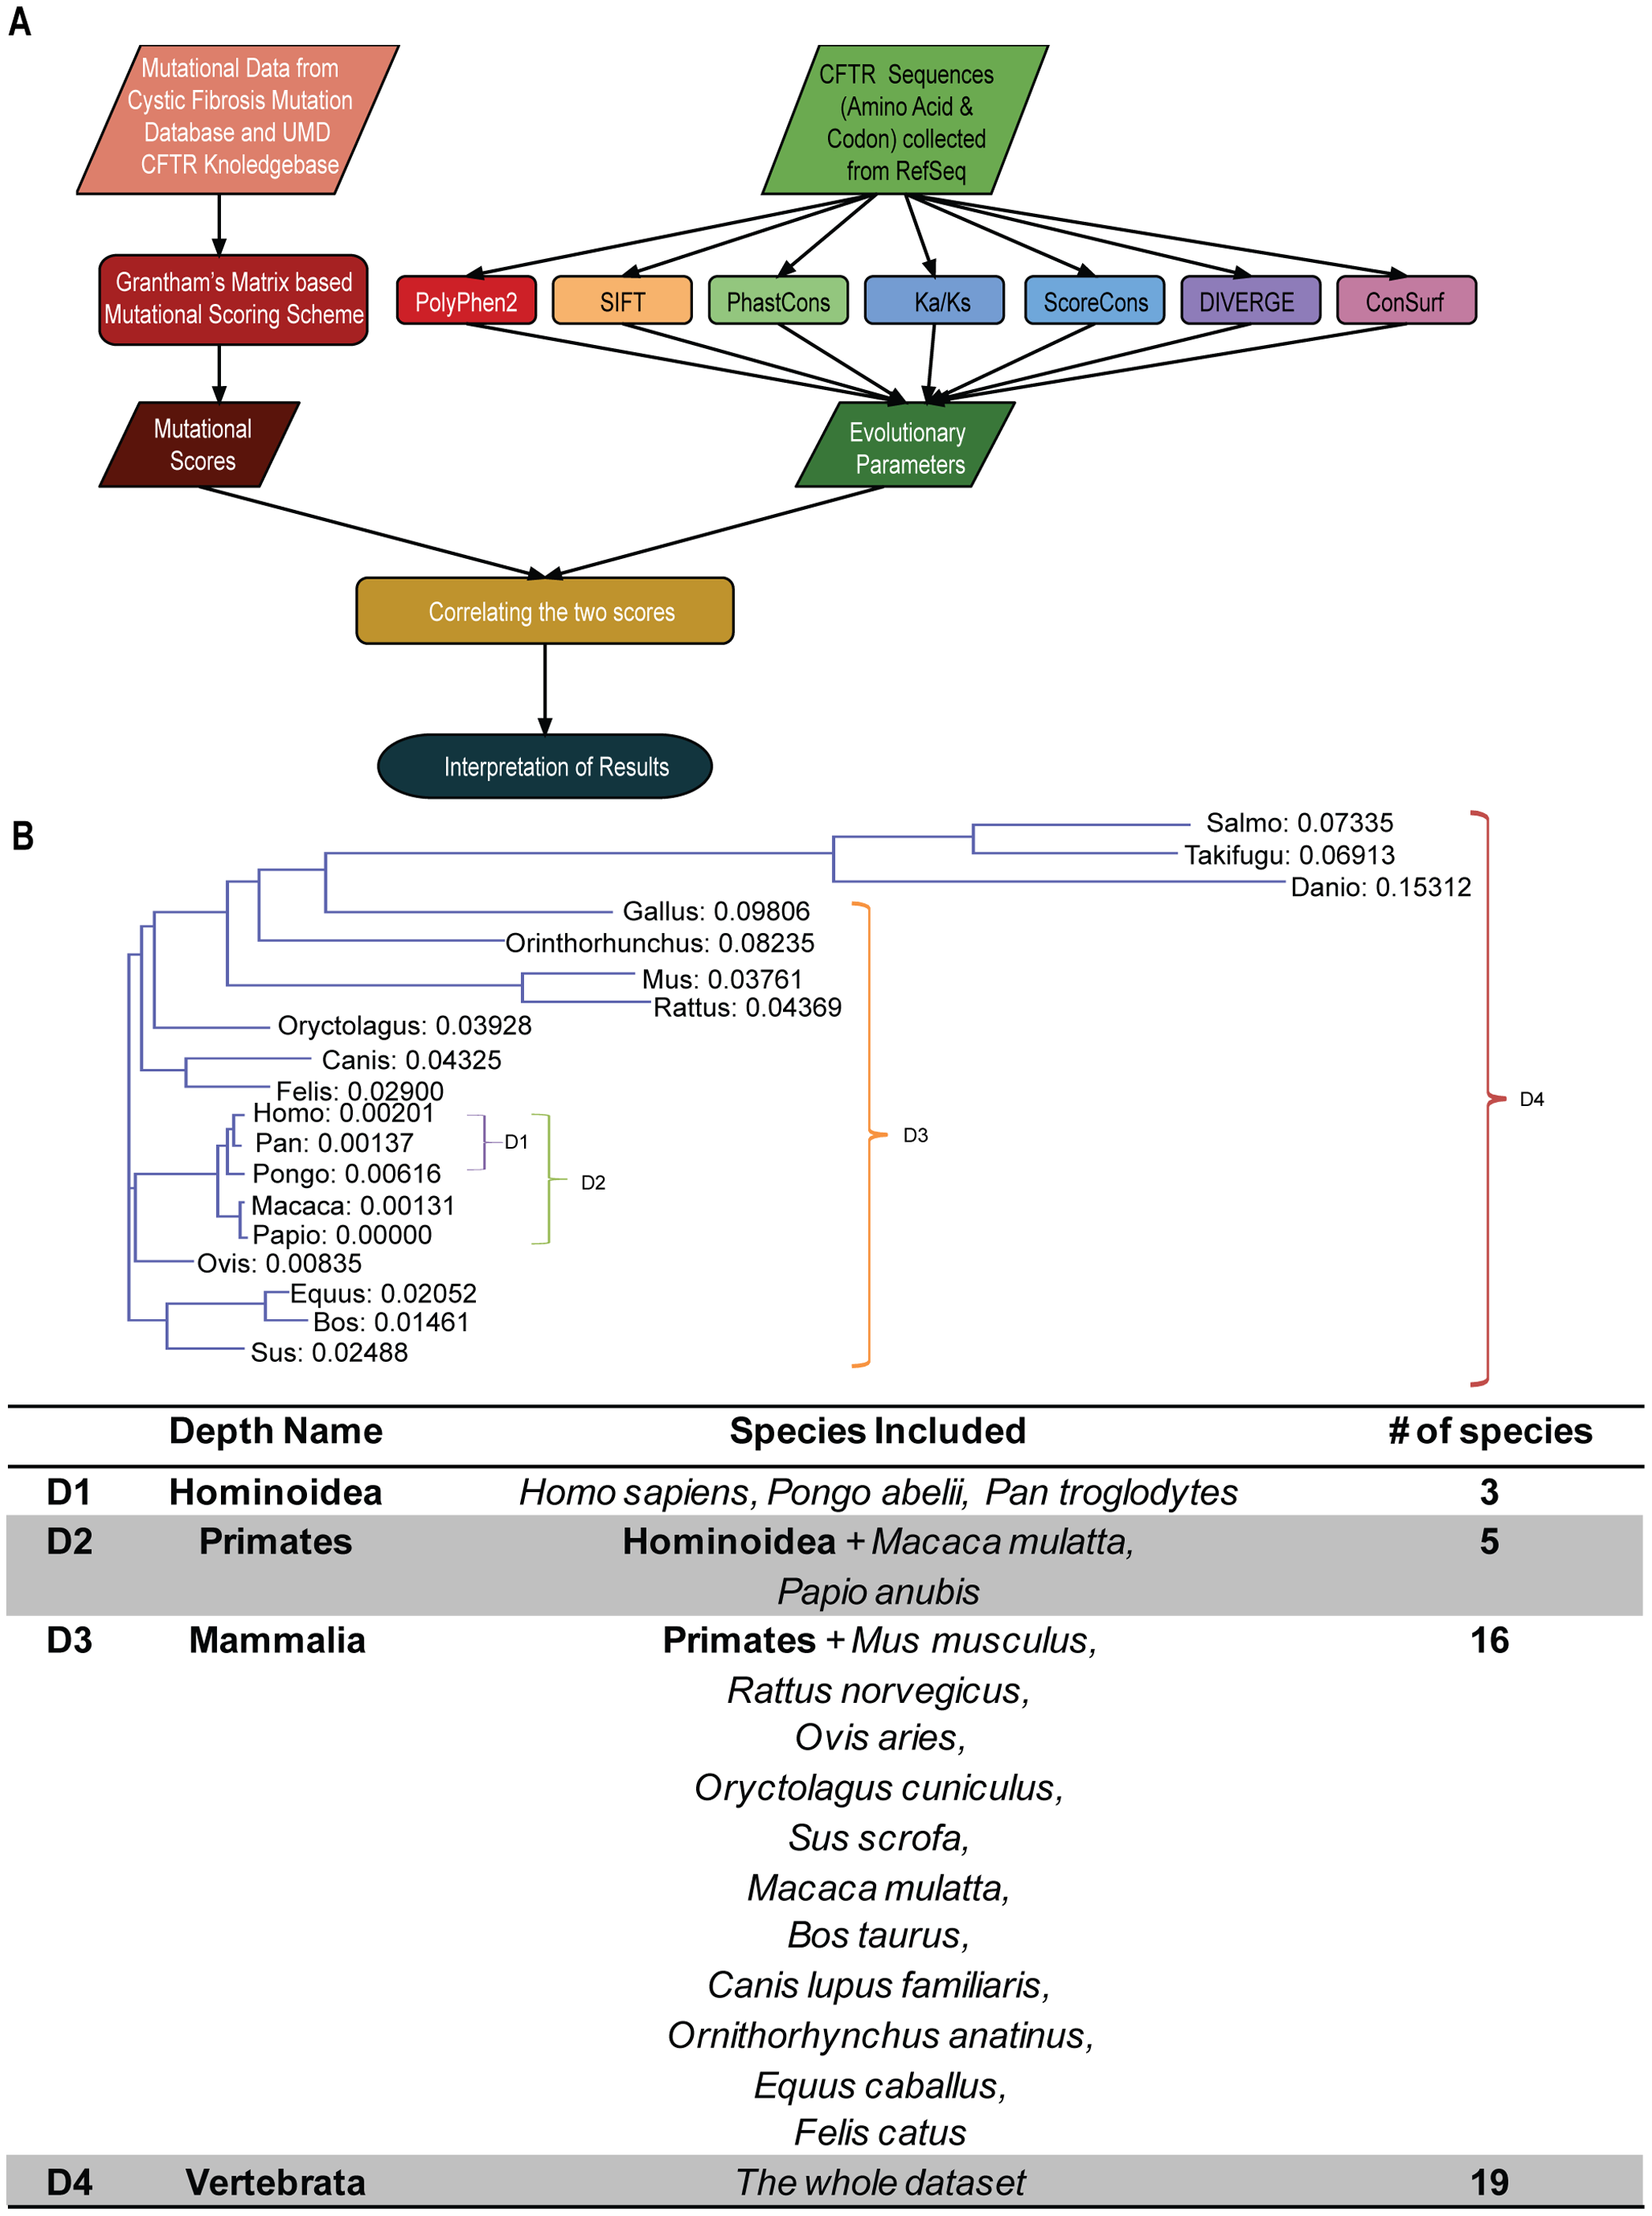 A
Mutational Data from
Cystic Fibrosis Mutation
Database and UMD
CFTR Knoledgebase
CFTR Sequences
(Amino Acid &
Codon) collected
from RefSeq
Grantham's Matrix based
Mutational Scoring Scheme
PolyPhen2
SIFT
PhastCons
Ka/Ks
ScoreCons
DIVERGE
ConSurf
Mutational
Scores
Evolutionary
Parameters
Correlating the two scores
Interpretation of Results
B
Salmo: 0.07335
Takifugu: 0.06913
Danio: 0.15312
Gallus: 0.09806
Orinthorhunchus: 0.08235
Mus: 0.03761
Rattus: 0.04369
Oryctolagus: 0.03928
Canis: 0.04325
Felis: 0.02900
Homo: 0.00201
Pan: 0.00137
Pongo: 0.00616
Macaca: 0.00131
Papio: 0.00000
Ovis: 0.00835
Equus: 0.02052
Bos: 0.01461
Sus: 0.02488
D1
D2
D3
D4
Depth Name Species Included # of species
D1 Hominoidea Homo sapiens, Pongo abelii, Pan troglodytes 3
D2 Primates Hominoidea + Macaca mulatta, 5
Papio anubis
D3 Mammalia Primates + Mus musculus, 16
Rattus norvegicus,
Ovis aries,
Oryctolagus cuniculus,
Sus scrofa,
Macaca mulatta,
Bos taurus,
Canis lupus familiaris,
Ornithorhynchus anatinus,
Equus caballus,
Felis catus
D4 Vertebrata The whole dataset 19